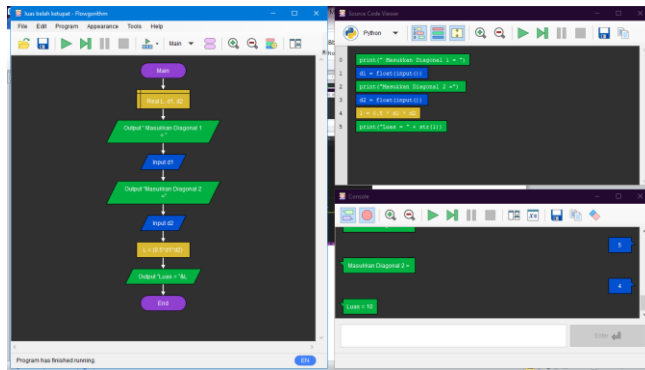 luas belah ketupat - Flowgorithm
File Edit Program Appearance Tools Help
Main
Main
Real L, d1, d2
Output " Masukkan Diagonal 1
= "
Input d1
Output "Masukkan Diagonal 2
="
Input d2
L = (0.5*d1*d2)
Output "Luas = "&L
End
Program has finished running.
EN
Source Code Viewer
Python
0 print(" Masukkan Diagonal 1 = ")
1 d1 = float(input())
2 print("Masukkan Diagonal 2 =")
3 d2 = float(input())
4 l = 0.5 * d1 * d2
5 print("Luas = " + str(l))
Console
5
Masukkan Diagonal 2 =
4
Luas = 10
Enter